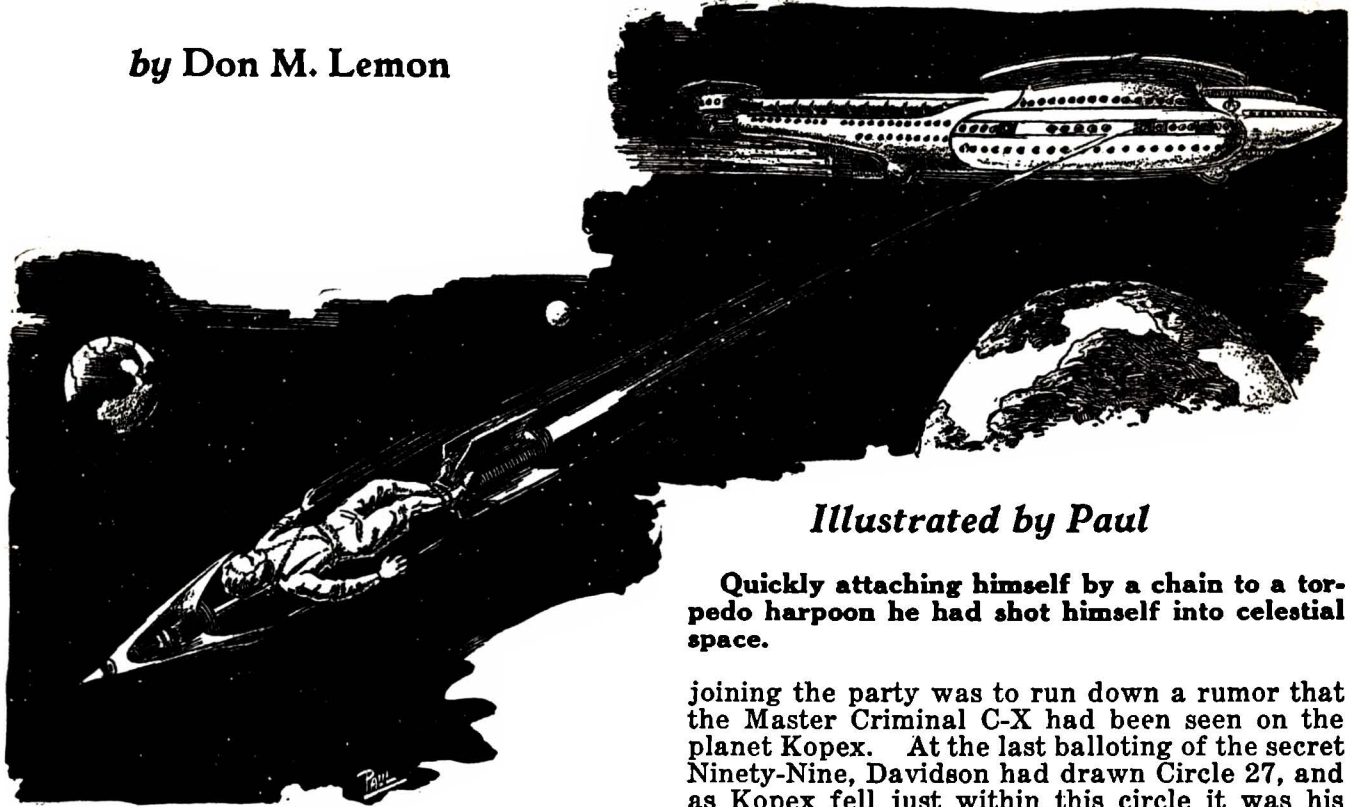 by Don M. Lemon
Illustrated by Paul
Quickly attaching himself by a chain to a tor-
pedo harpoon he had shot himself into celestial
space.
joining the party was to run down a rumor that
the Master Criminal C-X had been seen on the
planet Kopex. At the last balloting of the secret
Ninety-Nine, Davidson had drawn Circle 27, and
as Kopex fell just within this circle it was his
PAUL